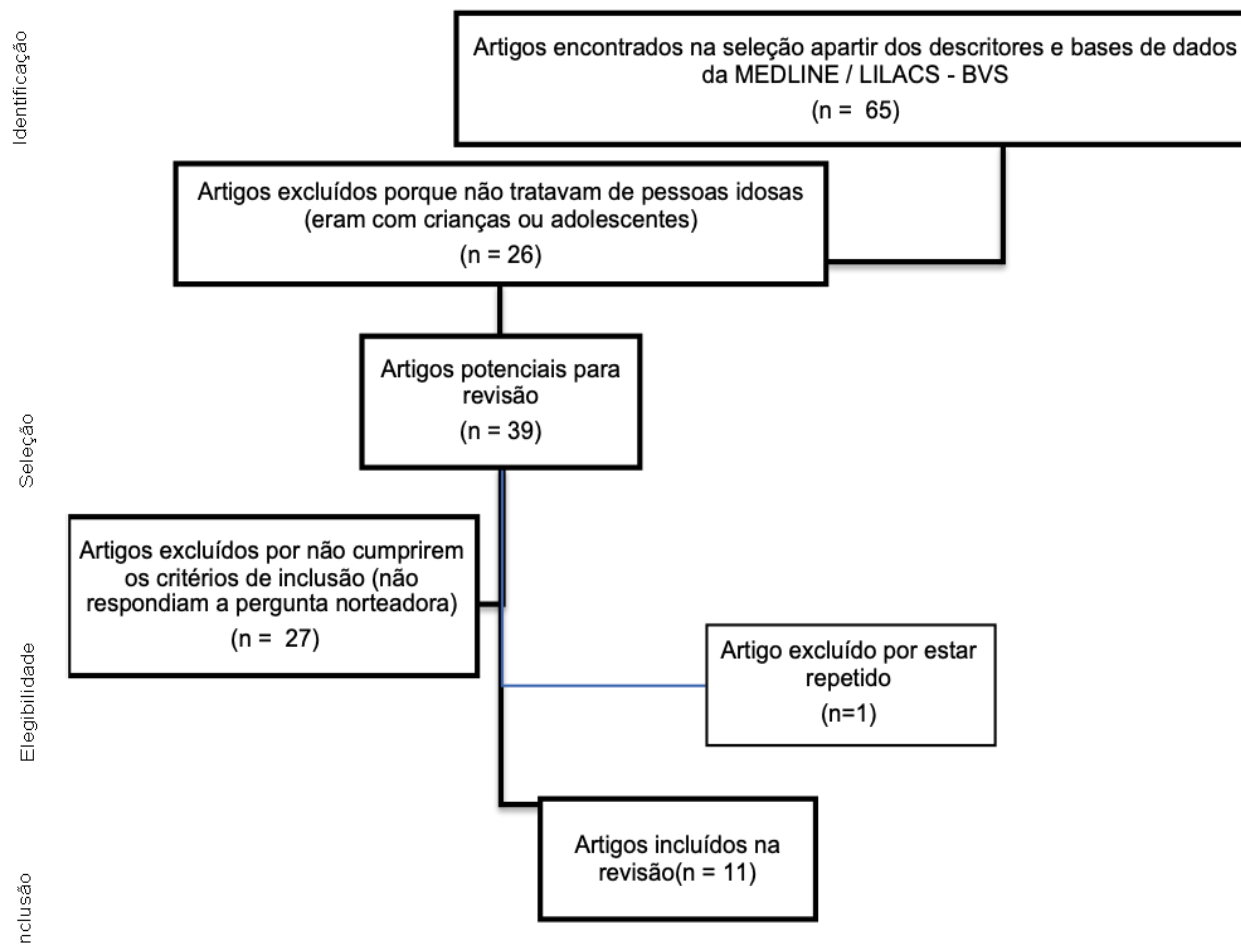 Identificação
Artigos encontrados na seleção apartir dos descritores e bases de dados
da MEDLINE / LILACS - BVS
(n = 65)
Artigos excluídos porque não tratavam de pessoas idosas
(eram com crianças ou adolescentes)
(n = 26)
Artigos potenciais para
revisão
(n = 39)
Seleção
Artigos excluídos por não cumprirem
os critérios de inclusão (não
respondiam a pergunta norteadora)
(n = 27)
Elegibilidade
Artigo excluído por estar
repetido
(n=1)
Artigos incluídos na
revisão(n = 11)
nclusão